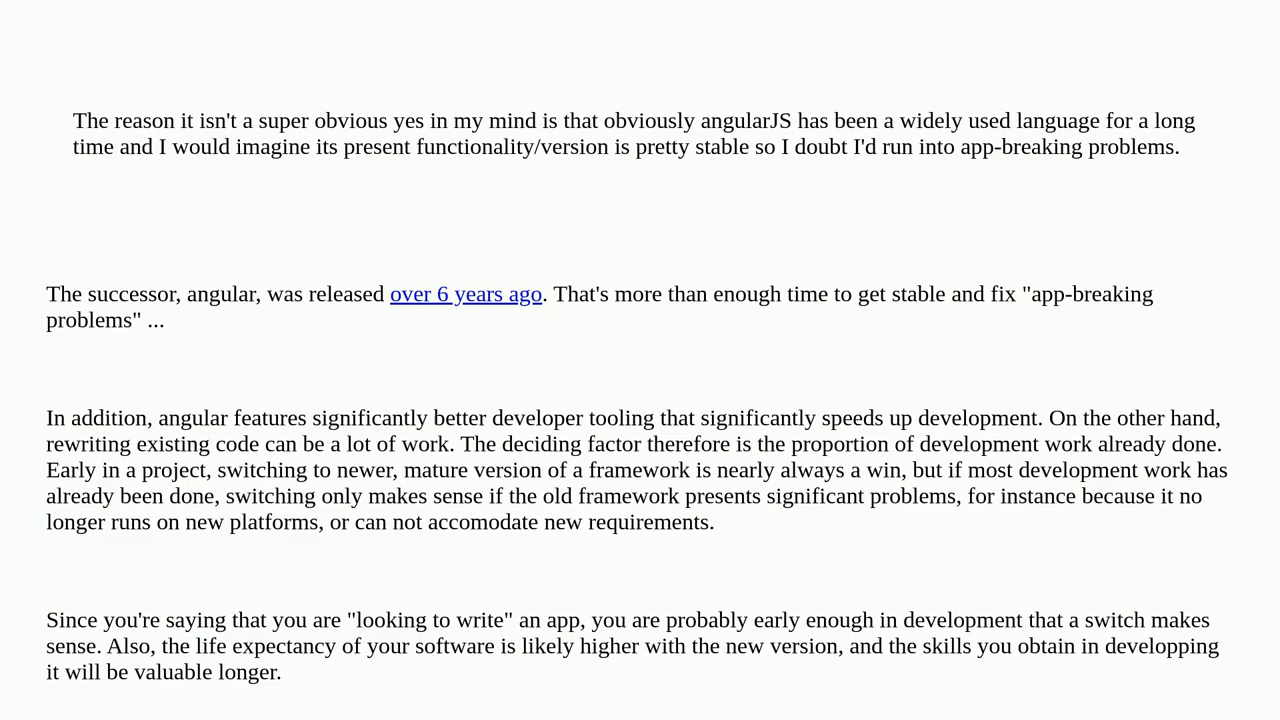 The reason it isn't a super obvious yes in my mind is that obviously angularJS has been a widely used language for a long
time and I would imagine its present functionality/version is pretty stable so I doubt I'd run into app-breaking problems.
The successor, angular, was released over 6 years ago. That's more than enough time to get stable and fix "app-breaking
problems" ...
In addition, angular features significantly better developer tooling that significantly speeds up development. On the other hand,
rewriting existing code can be a lot of work. The deciding factor therefore is the proportion of development work already done.
Early in a project, switching to newer, mature version of a framework is nearly always a win, but if most development work has
already been done, switching only makes sense if the old framework presents significant problems, for instance because it no
longer runs on new platforms, or can not accomodate new requirements.
Since you're saying that you are "looking to write" an app, you are probably early enough in development that a switch makes
sense. Also, the life expectancy of your software is likely higher with the new version, and the skills you obtain in developping
it will be valuable longer.